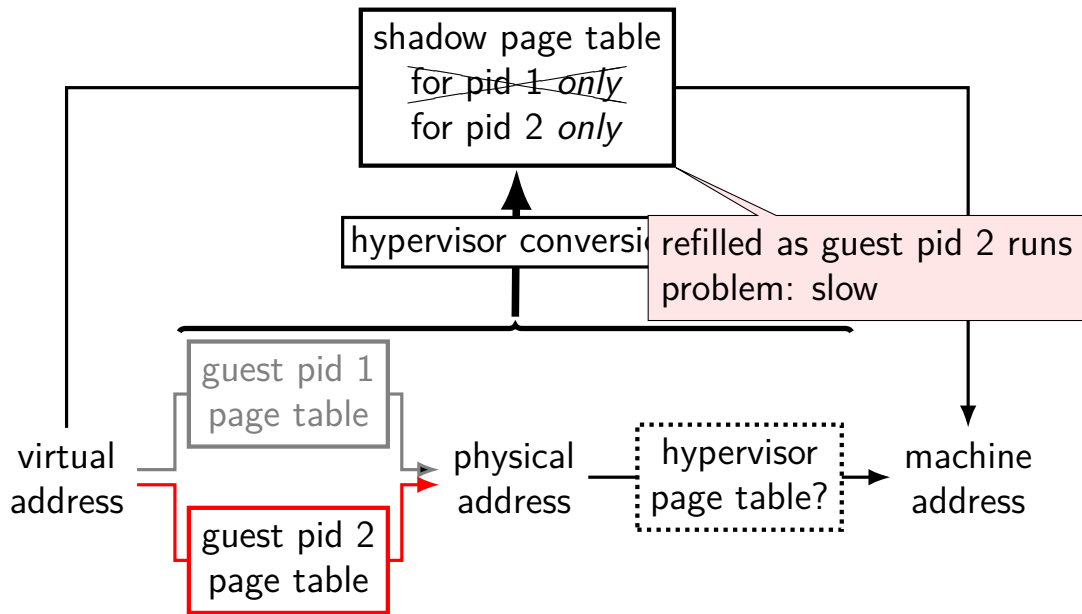 shadow page table
for pid 1 only
for pid 2 only
hypervisor conversi
refilled as guest pid 2 runs
problem: slow
guest pid 1
page table
virtual
address
physical
address
hypervisor
page table?
machine
address
guest pid 2
page table